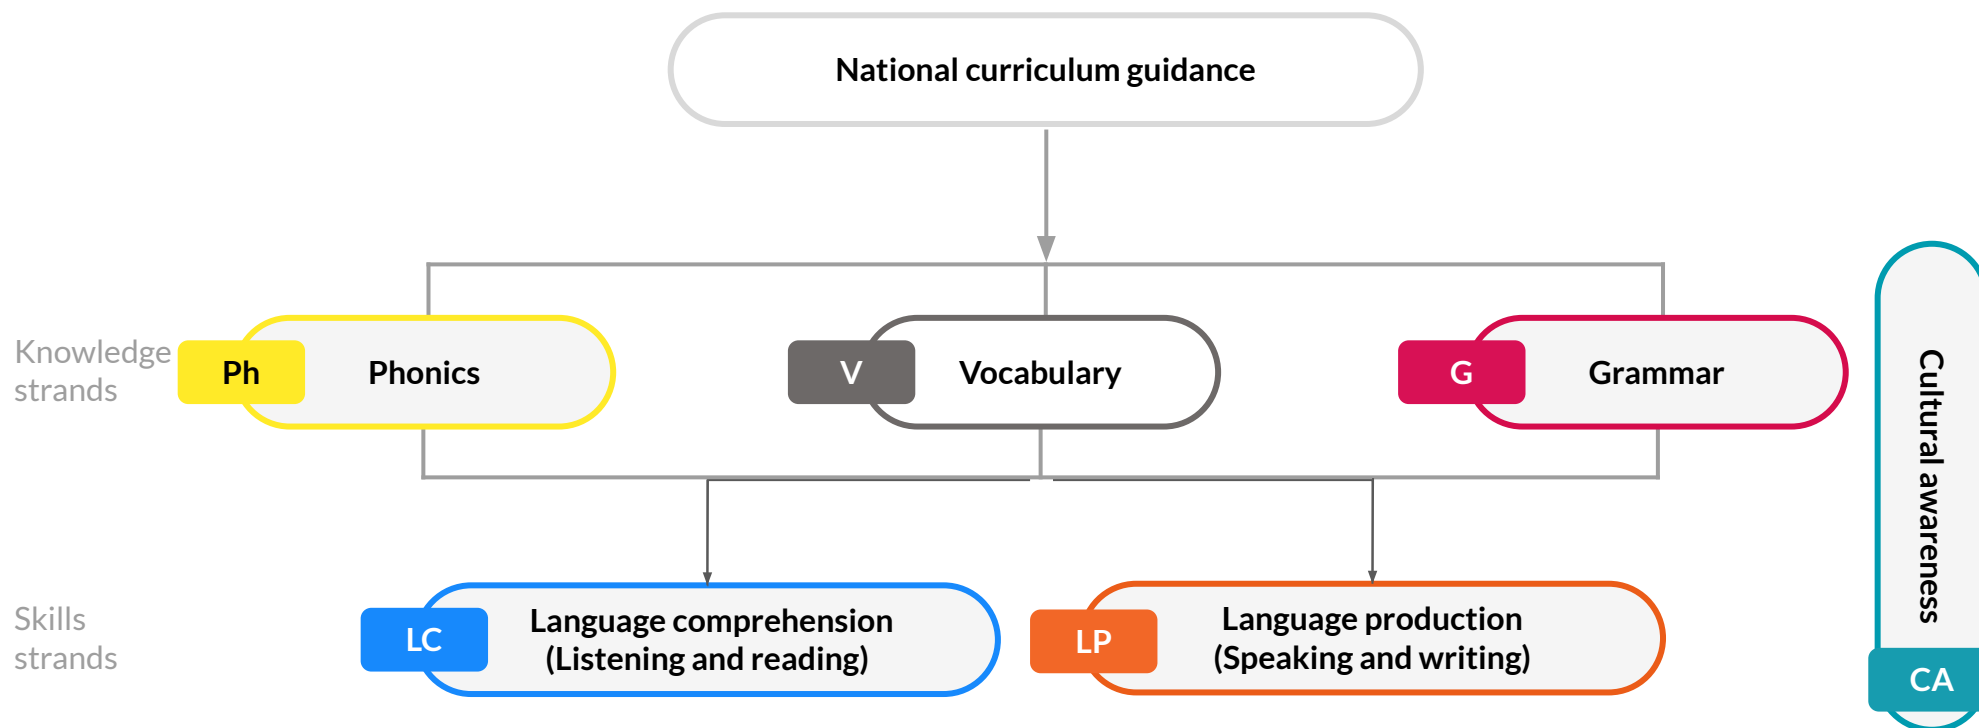 National curriculum guidance
Knowledge
strands
Ph
Phonics
V
Vocabulary
G
Grammar
Cultural awareness
CA
Skills
strands
LC
Language comprehension
(Listening and reading)
LP
Language production
(Speaking and writing)